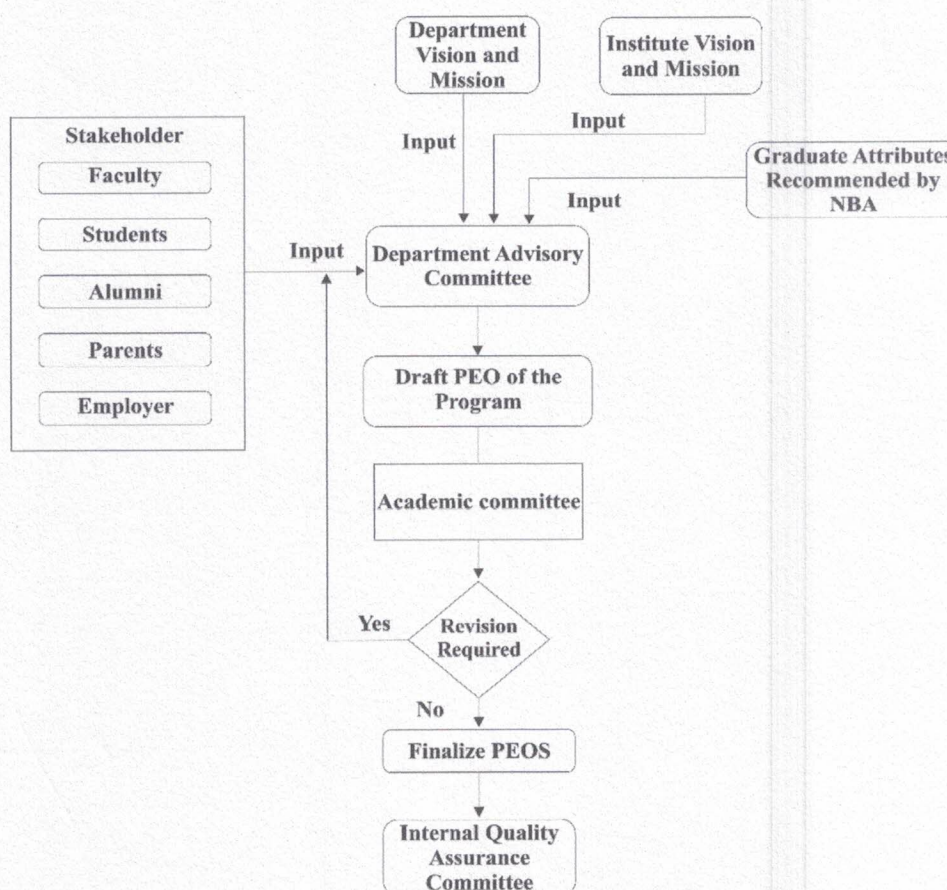 Department
Vision and
Mission
Institute Vision
and Mission
Input
Input
Graduate Attributes
Recommended by
NBA
Input
Stakeholder
Faculty
Students
Alumni
Parents
Employer
Input
Department Advisory
Committee
Draft PEO of the
Program
Academic committee
Revision
Required
Yes
No
Finalize PEOS
Internal Quality
Assurance
Committee